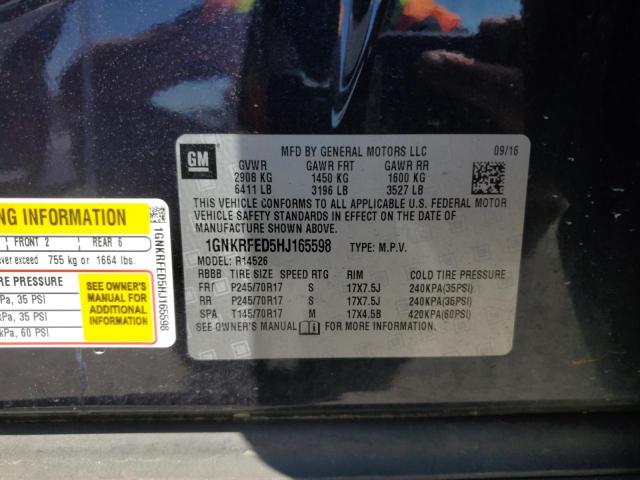 GM
MFD BY GENERAL MOTORS LLC 09/16
GVWR GAWR FRT GAWR RR
2908 KG 1450 KG 1600 KG
6411 LB 3196 LB 3527 LB
THIS VEHICLE CONFORMS TO ALL APPLICABLE U.S. FEDERAL MOTOR
VEHICLE SAFETY STANDARDS IN EFFECT ON THE DATE OF
MANUFACTURE SHOWN ABOVE.
1GNKRFED5HJ165598 TYPE: M.P.V.
MODEL: R14526
RBBB TIRE SIZE SPEED RTG RIM COLD TIRE PRESSURE
FRT P245/70R17 S 17X7.5J 240KPA(35PSI)
RR P245/70R17 S 17X7.5J 240KPA(35PSI)
SPA T145/70R17 M 17X4.5B 420KPA(60PSI)
SEE OWNER'S MANUAL FOR MORE INFORMATION.
NG INFORMATION
FRONT 2 REAR 6
ver exceed 755 kg or 1664 lbs.
E PRESSURE
Pa, 35 PSI
kPa, 60 PSI
SEE OWNER'S
MANUAL FOR
ADDITIONAL
INFORMATION
1GNKRFED5HJ165598